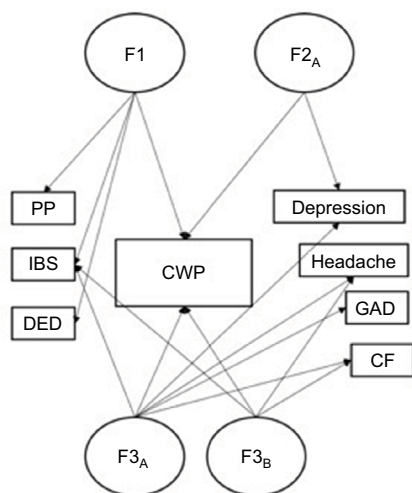 F1
F2A
PP
Depression
IBS
CWP
Headache
GAD
DED
CF
F3A
F3B